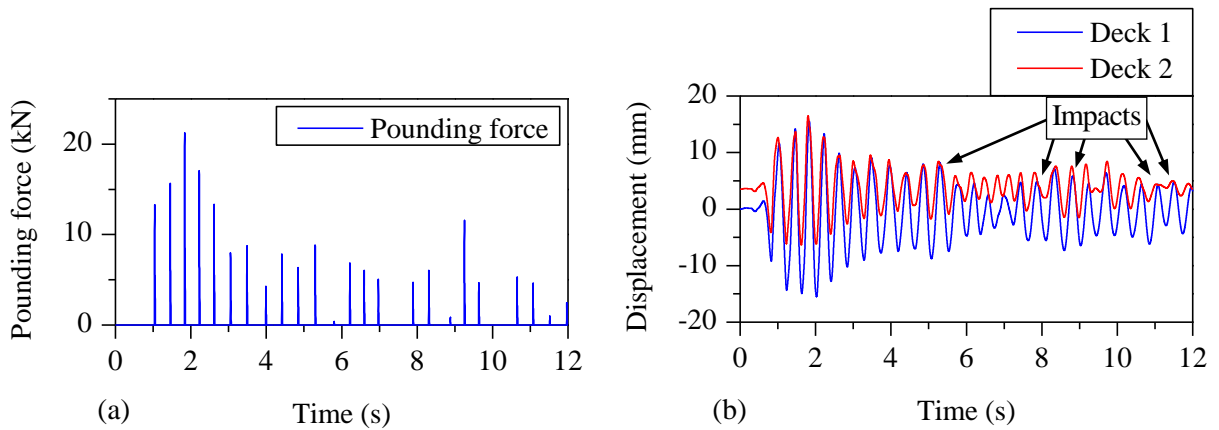 Pounding force (kN)
20
10
0
Pounding force
0 2 4 6 8 10 12
(a) Time (s)
Deck 1
Deck 2
Displacement (mm)
20
10
0
-10
-20
Impacts
0 2 4 6 8 10 12
(b) Time (s)